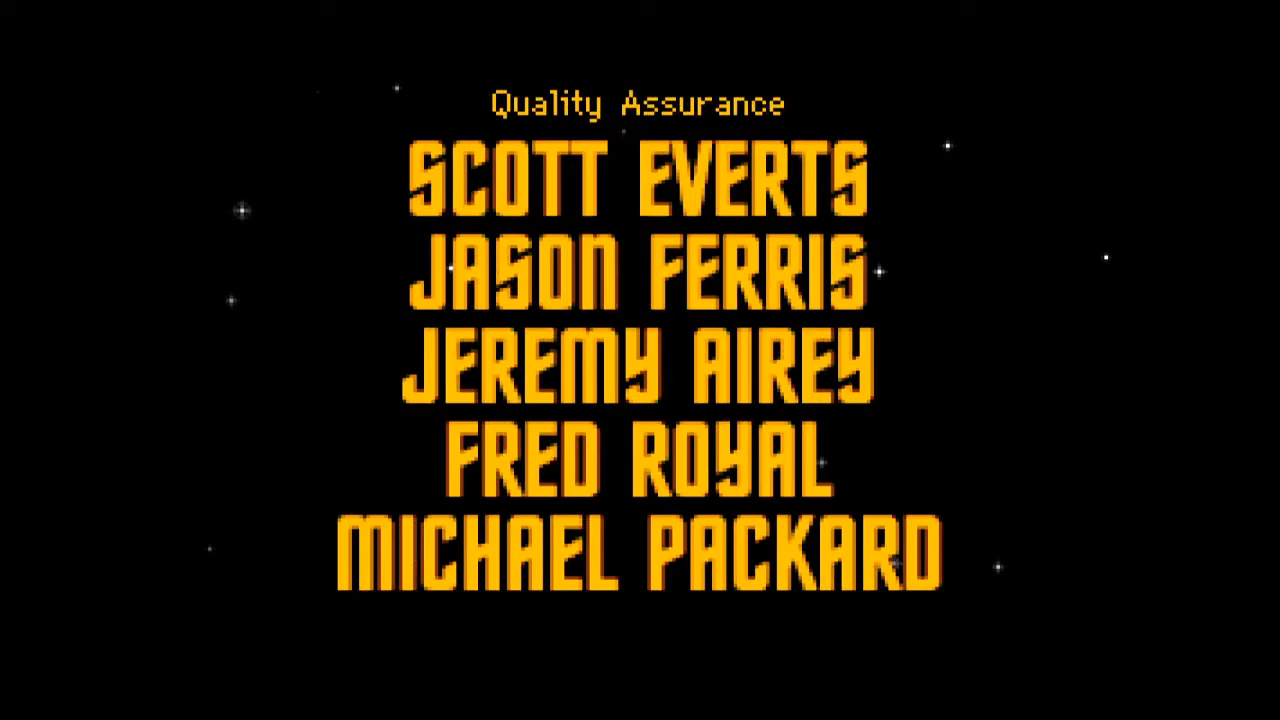 Quality Assurance
SCOTT EVERTS
JASON FERRIS
JEREMY AIREY
FRED ROYAL
MICHAEL PACKARD